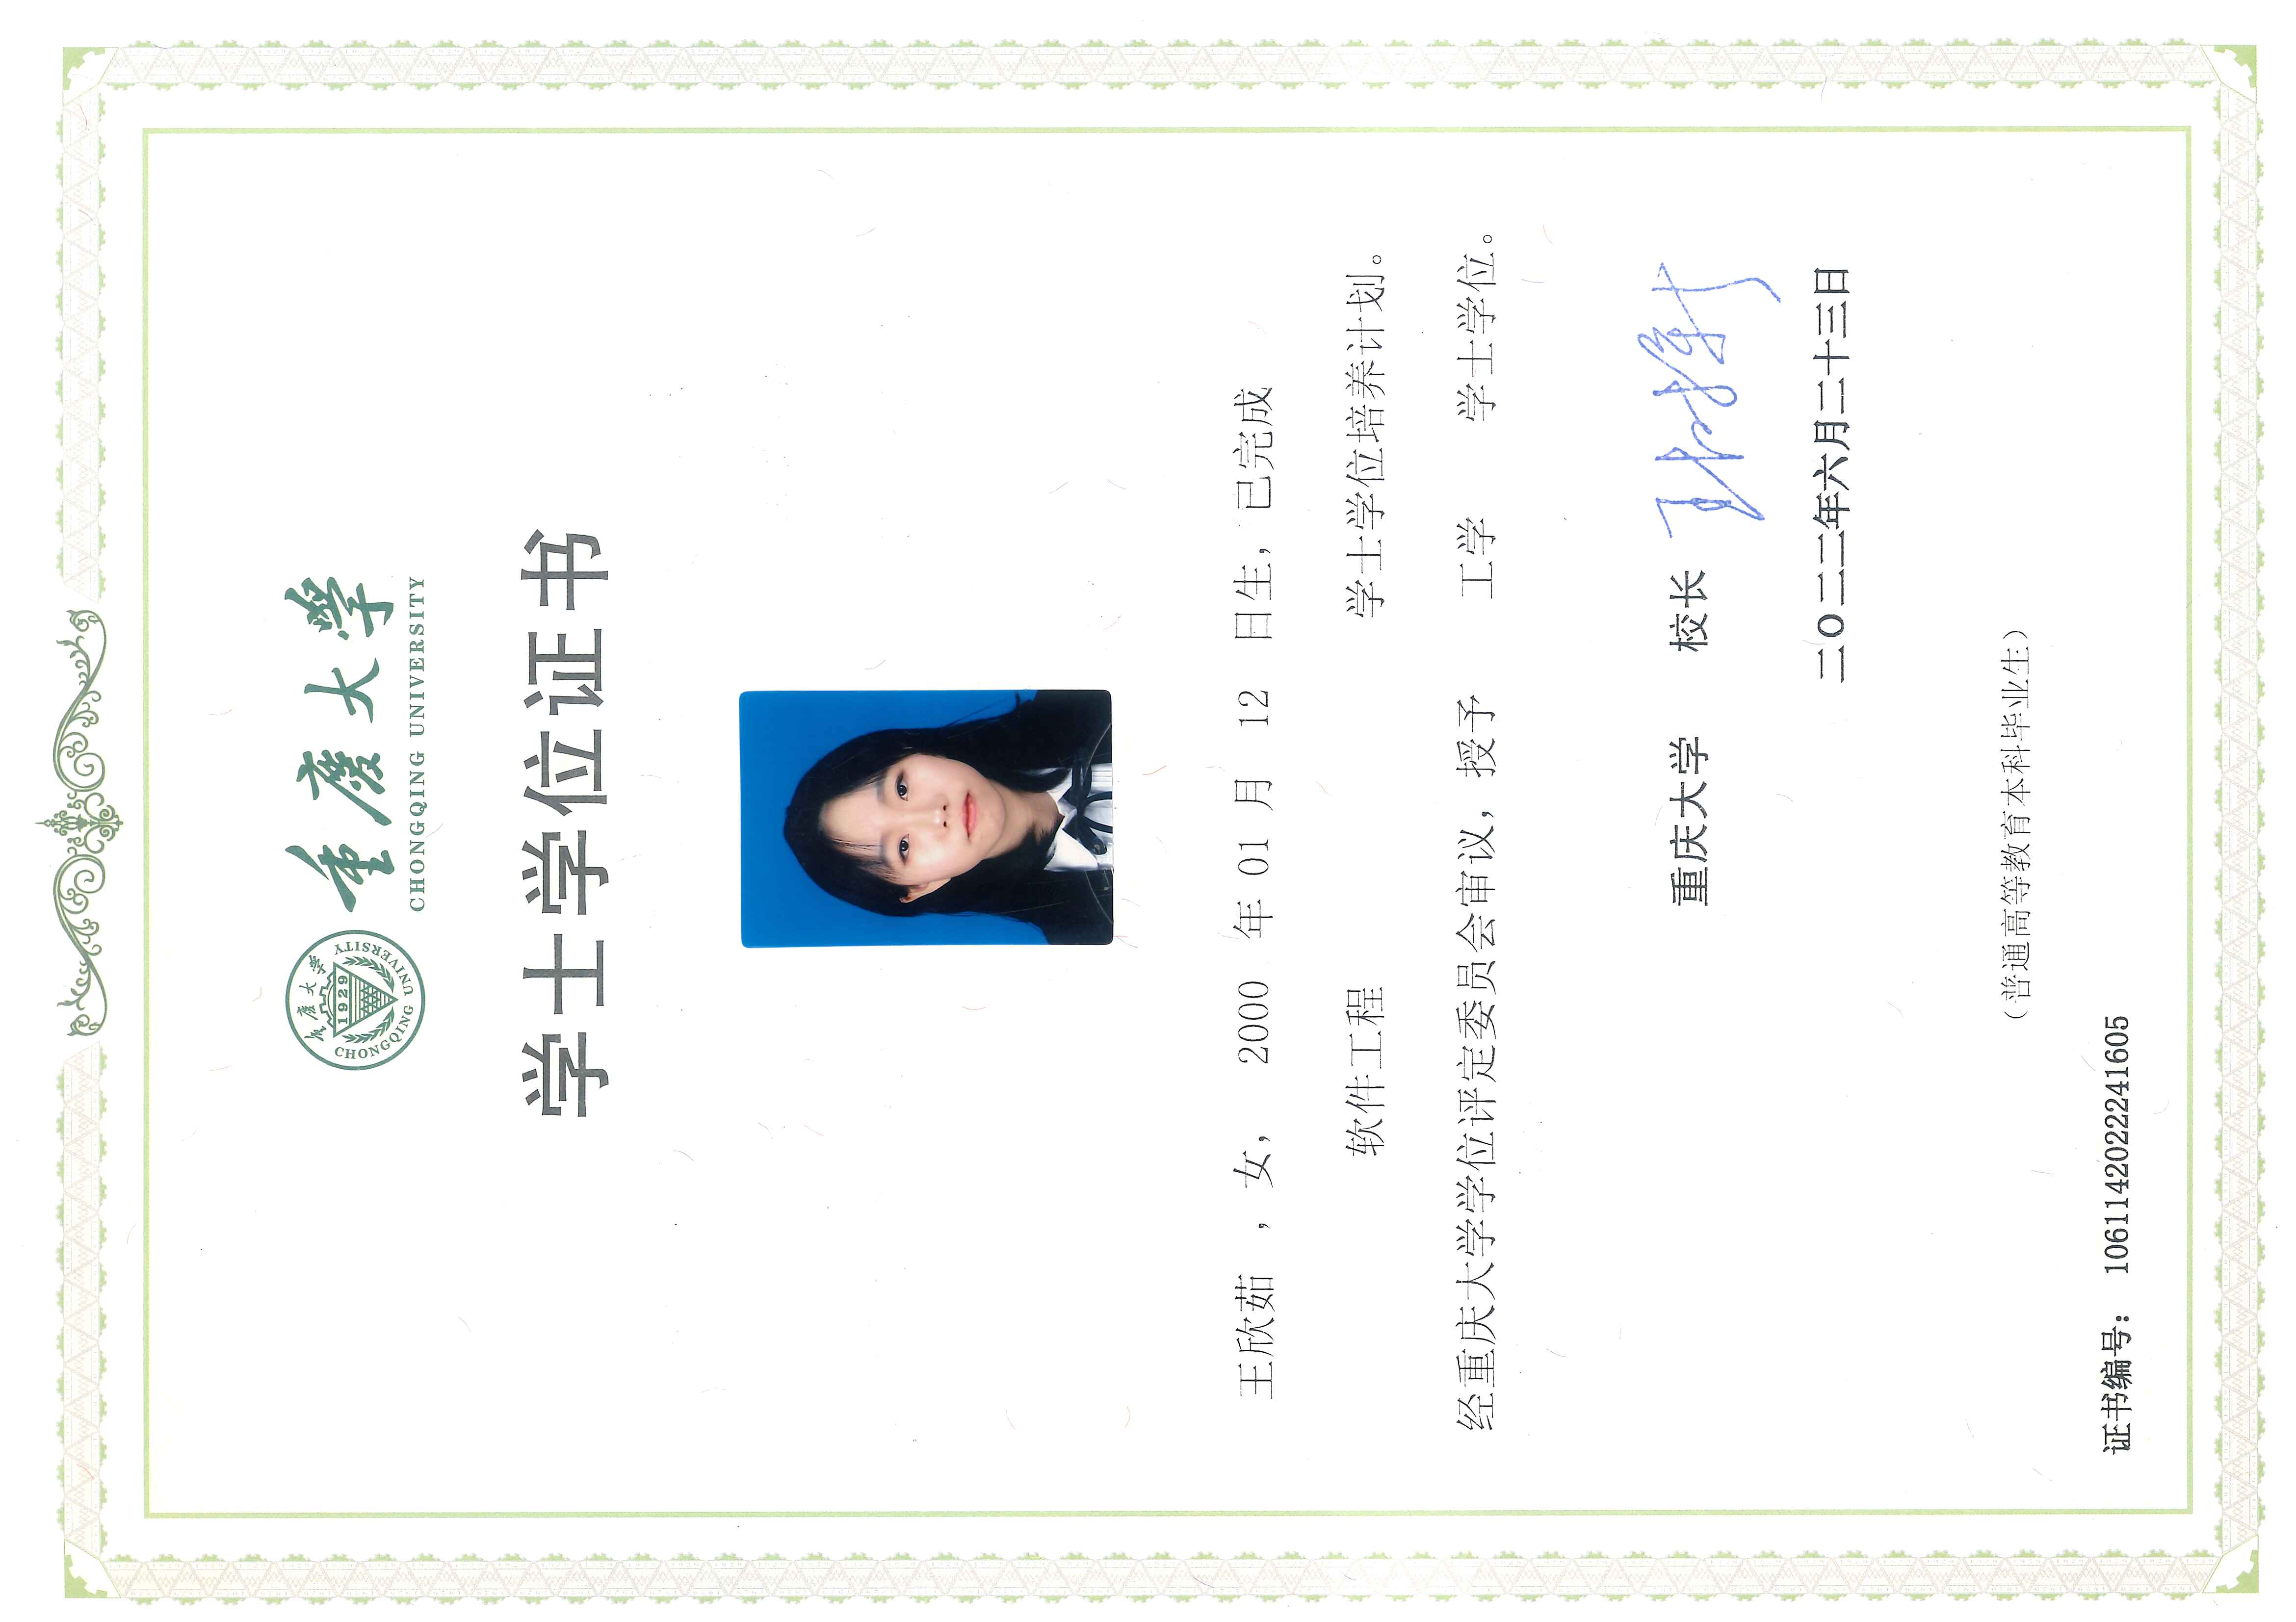 重庆大学
CHONGQING UNIVERSITY
重庆大学
1929
CHONGQING UNIVERSITY
学士学位证书
王欣茹 ，女， 2000 年 01 月 12 日生，已完成
软件工程 学士学位培养计划。
经重庆大学学位评定委员会审议，授予 工学 学士学位。
重庆大学 校长
二〇二二年六月二十三日
（普通高等教育本科毕业生）
证书编号： 1061142022241605